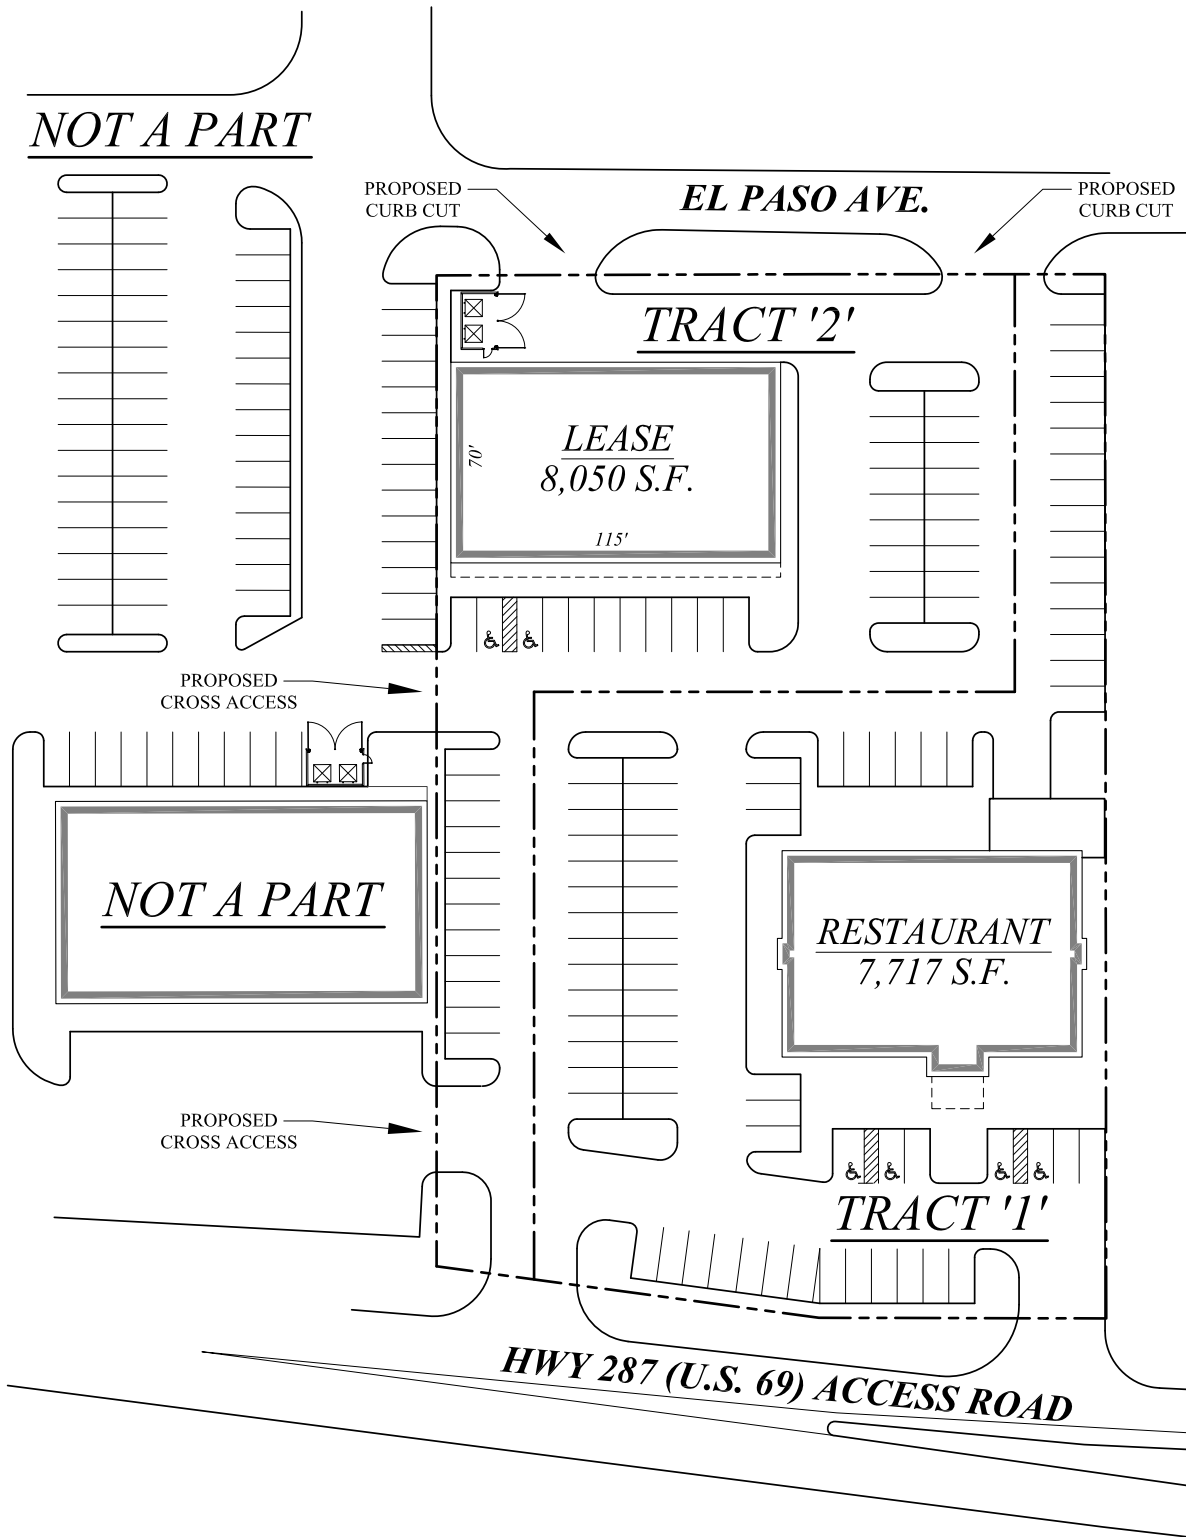 NOT A PART
PROPOSED
CURB CUT
EL PASO AVE.
PROPOSED
CURB CUT
TRACT '2'
LEASE
8,050 S.F.
70'
115'
PROPOSED
CROSS ACCESS
NOT A PART
RESTAURANT
7,717 S.F.
PROPOSED
CROSS ACCESS
TRACT '1'
HWY 287 (U.S. 69) ACCESS ROAD